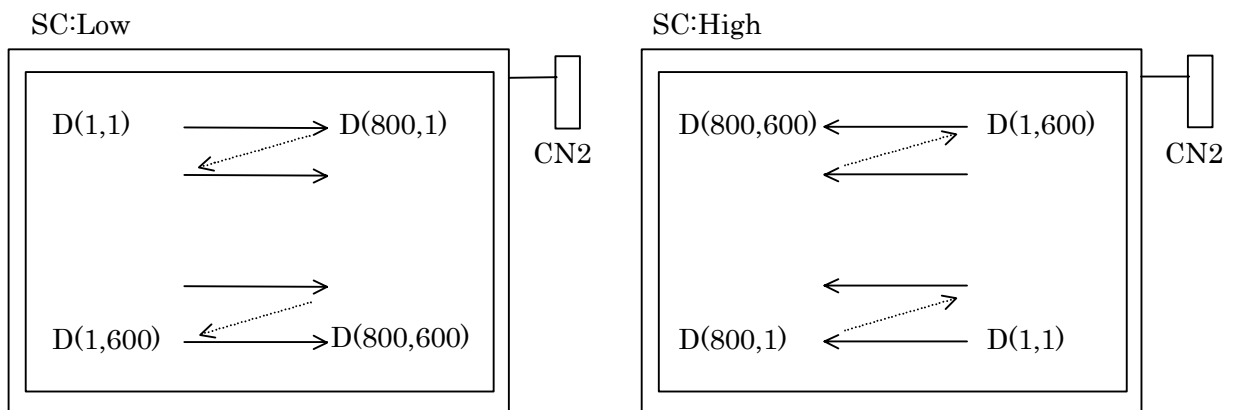 SC:Low
D(1,1) D(800,1)
CN2
D(1,600) D(800,600)
SC:High
D(800,600) D(1,600)
CN2
D(800,1) D(1,1)